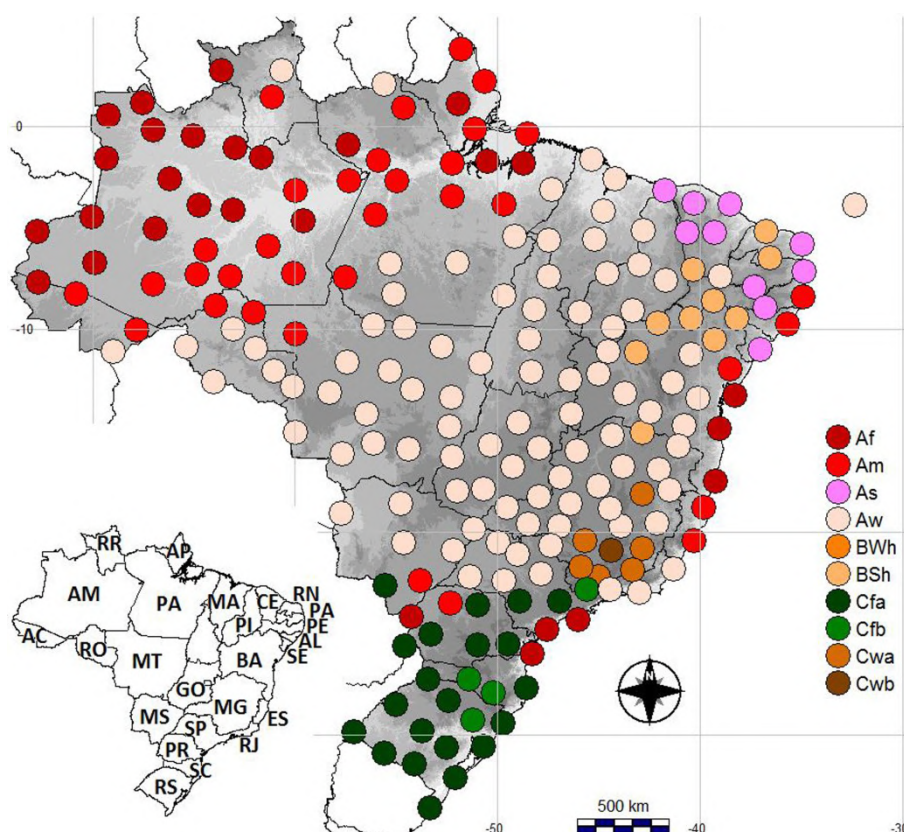 0
-10
Af
Am
As
Aw
BWh
BSh
Cfa
Cfb
Cwa
Cwb
RR
AP
AM
PA
MA
CE
RN
PA
PE
AL
SE
PI
AC
RO
MT
BA
GO
MG
MS
ES
SP
RJ
PR
SC
RS
N
500 km
-50
-40
-30